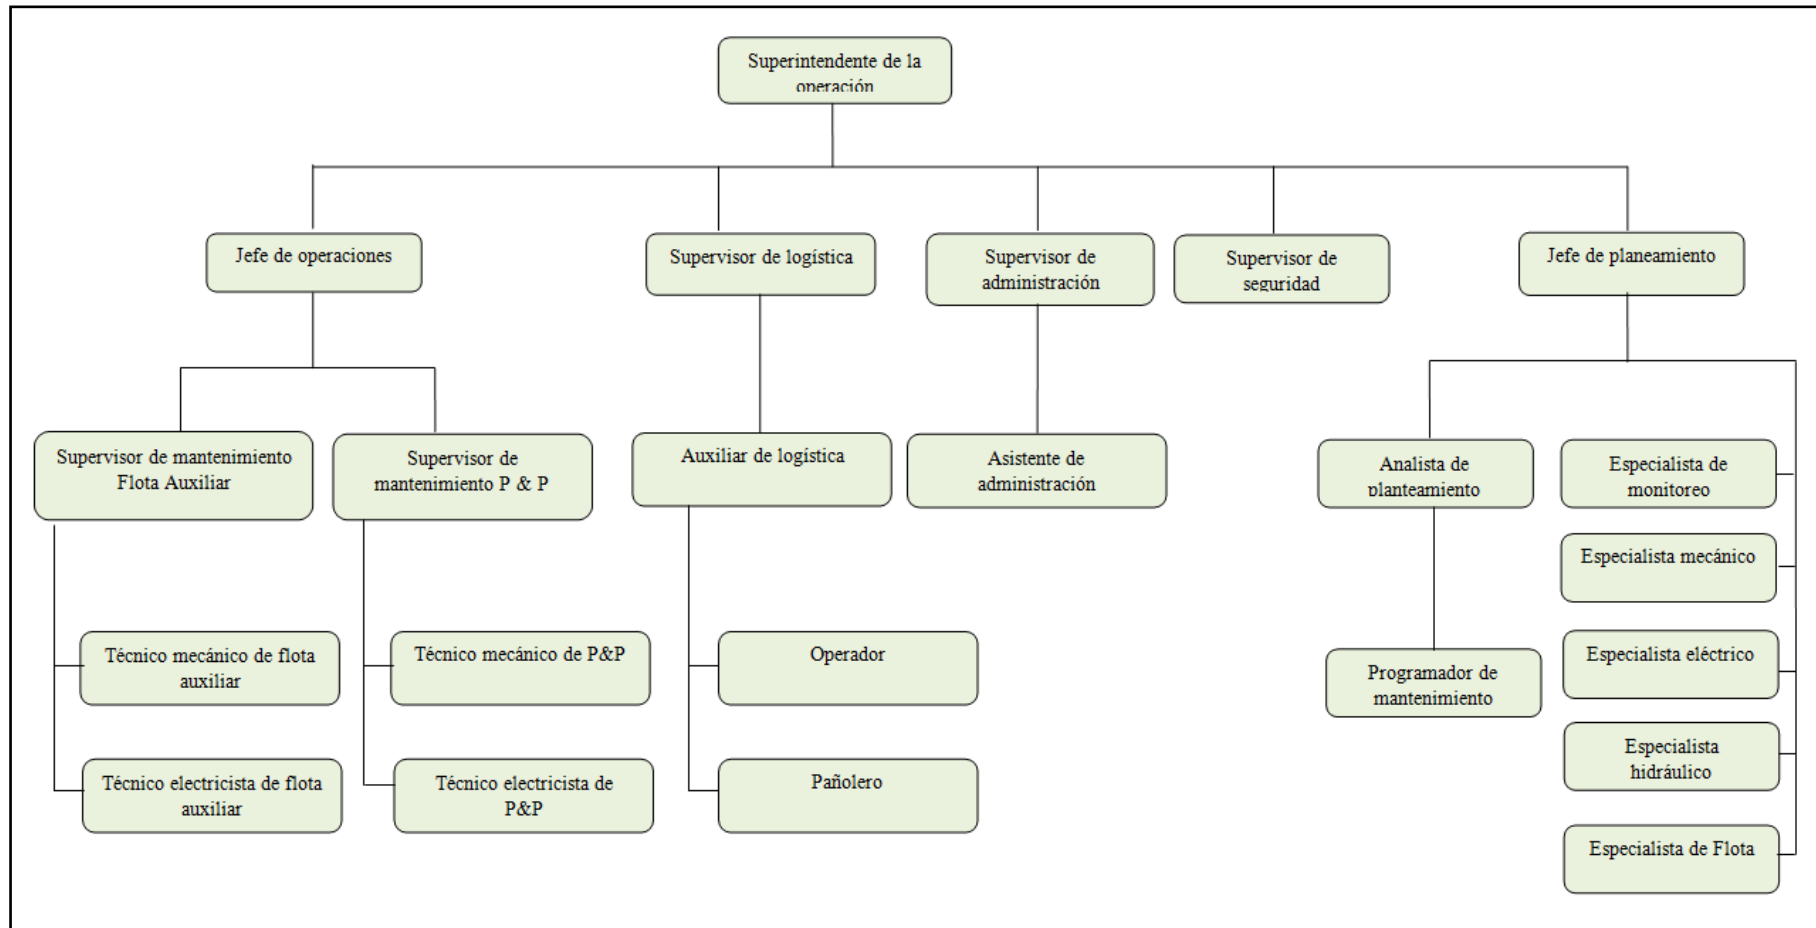 Superintendente de la
operación
Jefe de operaciones
Supervisor de logística
Supervisor de
administración
Supervisor de
seguridad
Jefe de planeamiento
Supervisor de mantenimiento
Flota Auxiliar
Supervisor de
mantenimiento P & P
Auxiliar de logística
Asistente de
administración
Analista de
planteamiento
Especialista de
monitoreo
Especialista mecánico
Técnico mecánico de flota
auxiliar
Técnico mecánico de P&P
Operador
Programador de
mantenimiento
Especialista eléctrico
Técnico electricista de flota
auxiliar
Técnico electricista de
P&P
Pañolero
Especialista
hidráulico
Especialista de Flota